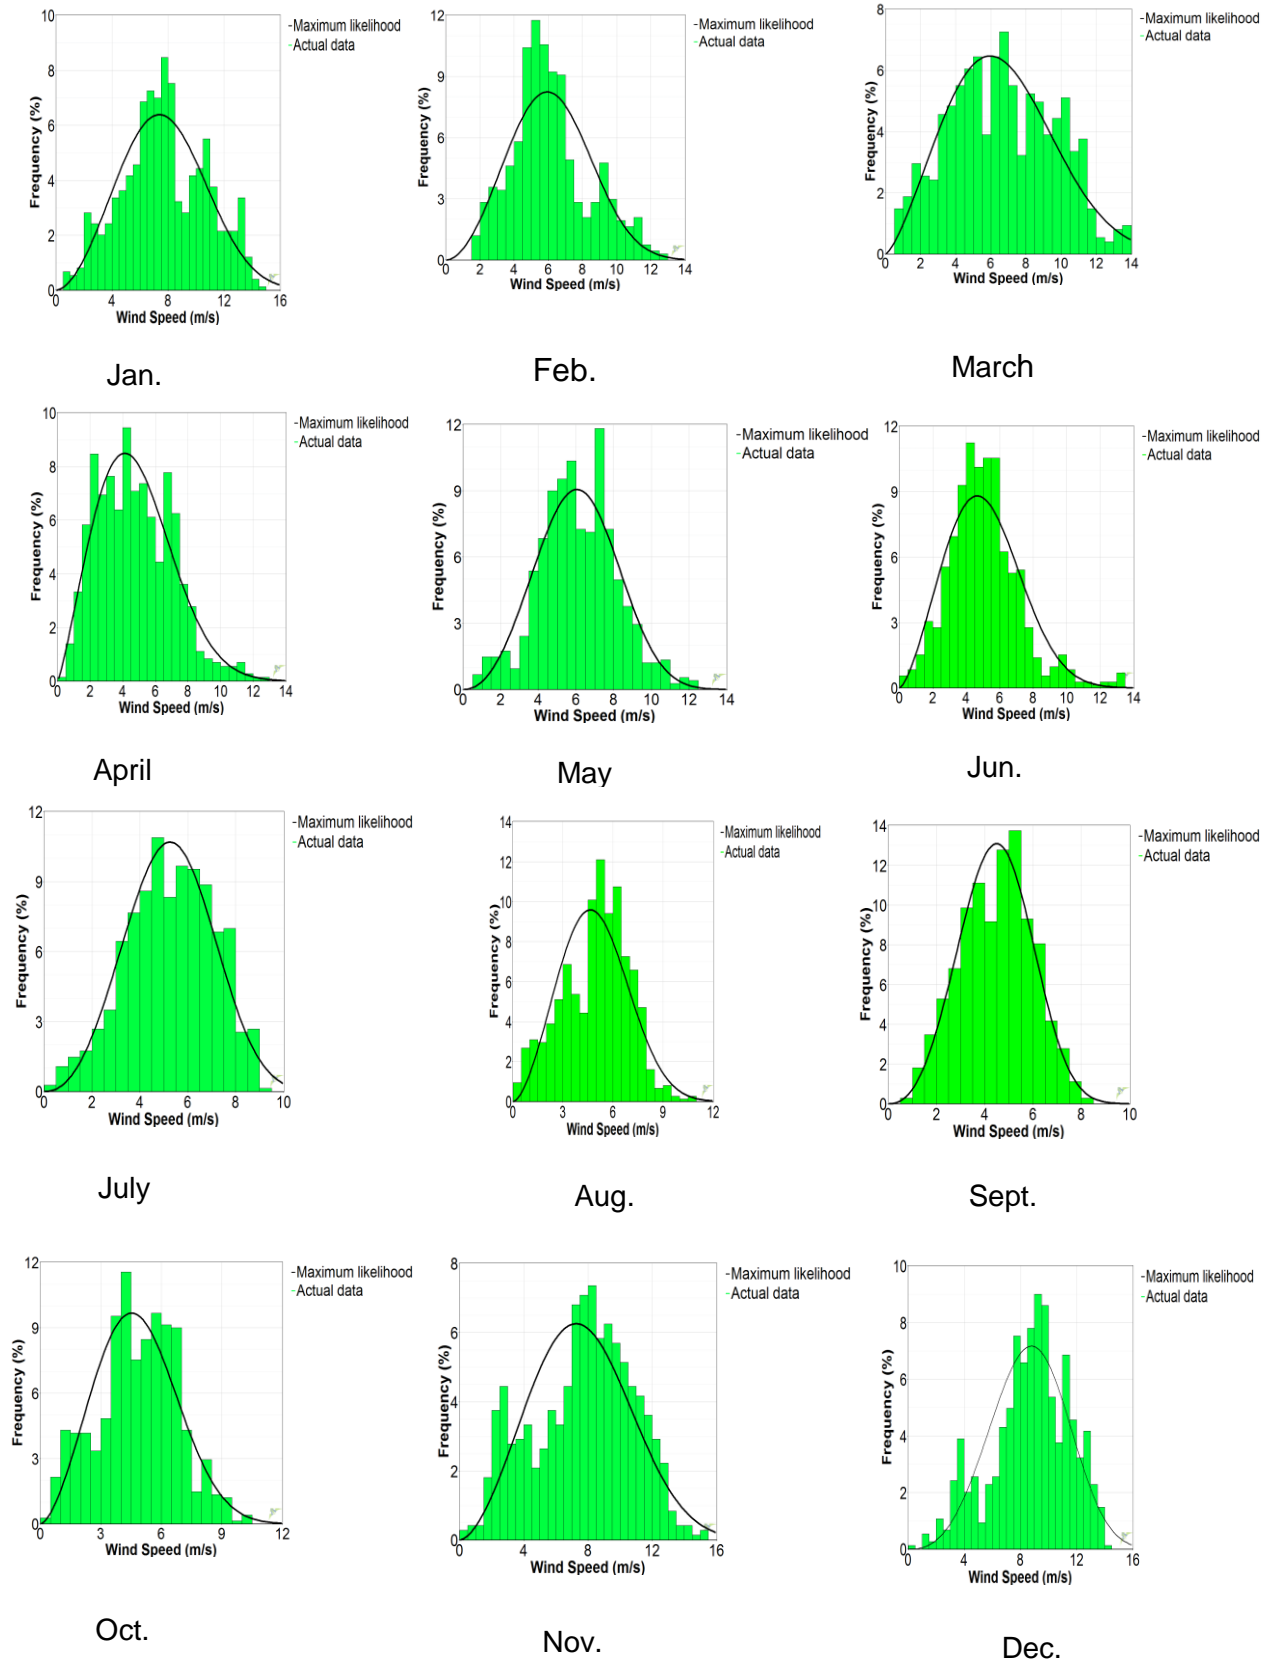 10
8
6
4
2
0
Frequency (%)
0 4 8 12 16
Wind Speed (m/s)
-Maximum likelihood
-Actual data
Jan.
12
9
6
3
0
Frequency (%)
2 4 6 8 10 12 14
Wind Speed (m/s)
-Maximum likelihood
-Actual data
Feb.
8
6
4
2
0
Frequency (%)
0 2 4 6 8 10 12 14
Wind Speed (m/s)
-Maximum likelihood
-Actual data
March
10
8
6
4
2
0
Frequency (%)
0 2 4 6 8 10 12 14
Wind Speed (m/s)
-Maximum likelihood
-Actual data
April
12
9
6
3
0
Frequency (%)
0 2 4 6 8 10 12 14
Wind Speed (m/s)
-Maximum likelihood
-Actual data
May
12
9
6
3
0
Frequency (%)
0 2 4 6 8 10 12 14
Wind Speed (m/s)
-Maximum likelihood
-Actual data
Jun.
12
9
6
3
0
Frequency (%)
0 2 4 6 8 10
Wind Speed (m/s)
-Maximum likelihood
-Actual data
July
14
12
10
8
6
4
2
0
Frequency (%)
0 3 6 9 12
Wind Speed (m/s)
-Maximum likelihood
-Actual data
Aug.
14
12
10
8
6
4
2
0
Frequency (%)
0 2 4 6 8 10
Wind Speed (m/s)
-Maximum likelihood
-Actual data
Sept.
12
9
6
3
0
Frequency (%)
0 3 6 9 12
Wind Speed (m/s)
-Maximum likelihood
-Actual data
Oct.
8
6
4
2
0
Frequency (%)
0 4 8 12 16
Wind Speed (m/s)
-Maximum likelihood
-Actual data
Nov.
10
8
6
4
2
0
Frequency (%)
0 4 8 12 16
Wind Speed (m/s)
-Maximum likelihood
-Actual data
Dec.